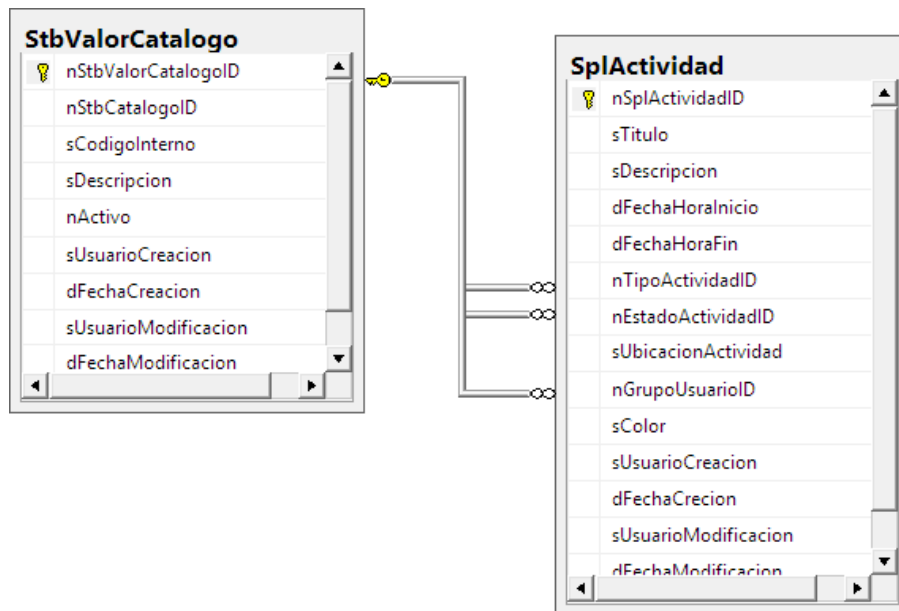 StbValorCatalogo
nStbValorCatalogoID
nStbCatalogoID
sCodigoInterno
sDescripcion
nActivo
sUsuarioCreacion
dFechaCreacion
sUsuarioModificacion
dFechaModificacion
SplActividad
nSplActividadID
sTitulo
sDescripcion
dFechaHoraInicio
dFechaHoraFin
nTipoActividadID
nEstadoActividadID
sUbicacionActividad
nGrupoUsuarioID
sColor
sUsuarioCreacion
dFechaCrecion
sUsuarioModificacion
dFechaModificacion